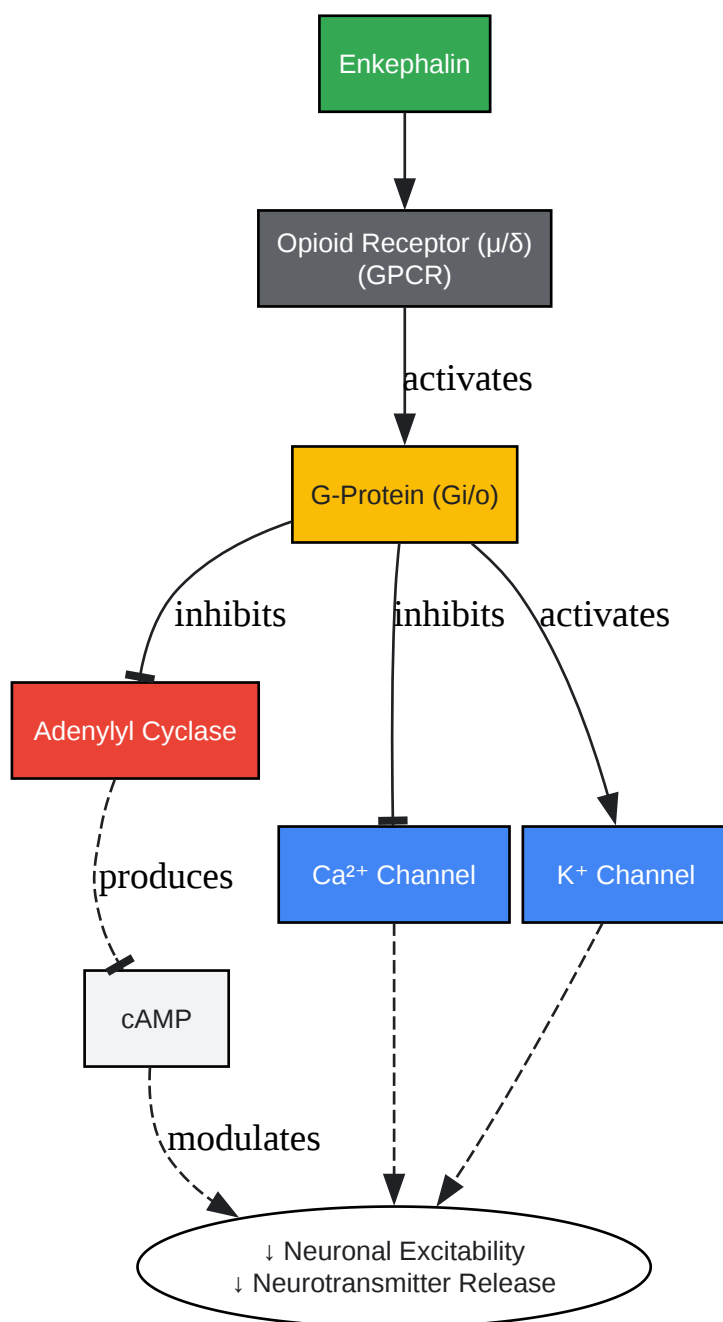 Enkephalin
Opioid Receptor (μ/δ)
(GPCR)
activates
G-Protein (Gi/o)
inhibits
inhibits
activates
Adenylyl Cyclase
produces
Ca²⁺ Channel
K⁺ Channel
cAMP
modulates
↓ Neuronal Excitability
↓ Neurotransmitter Release